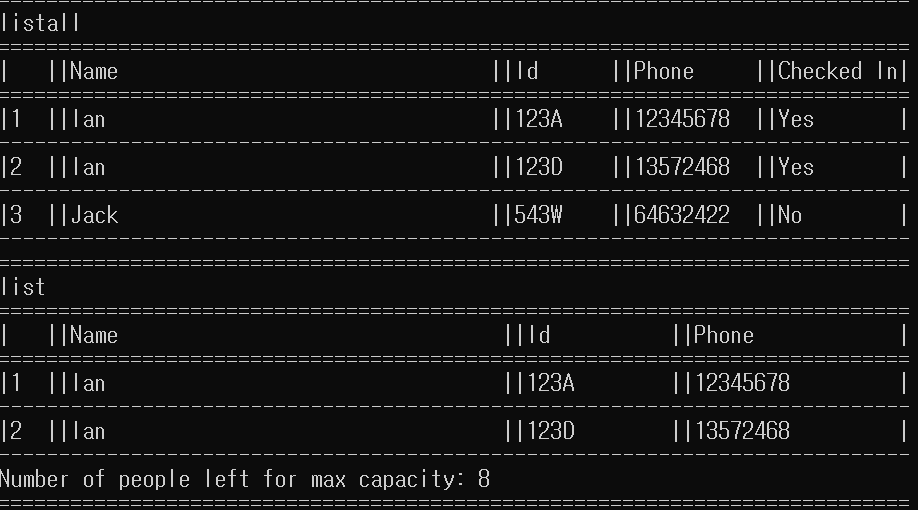 listall
|   ||Name                               ||Id      ||Phone     ||Checked In|
|1  ||Ian                                ||123A    ||12345678  ||Yes       |
|2  ||Ian                                ||123D    ||13572468  ||Yes       |
|3  ||Jack                               ||543W    ||64632422  ||No        |
list
|   ||Name                                ||Id          ||Phone            |
|1  ||Ian                                 ||123A        ||12345678         |
|2  ||Ian                                 ||123D        ||13572468         |
Number of people left for max capacity: 8